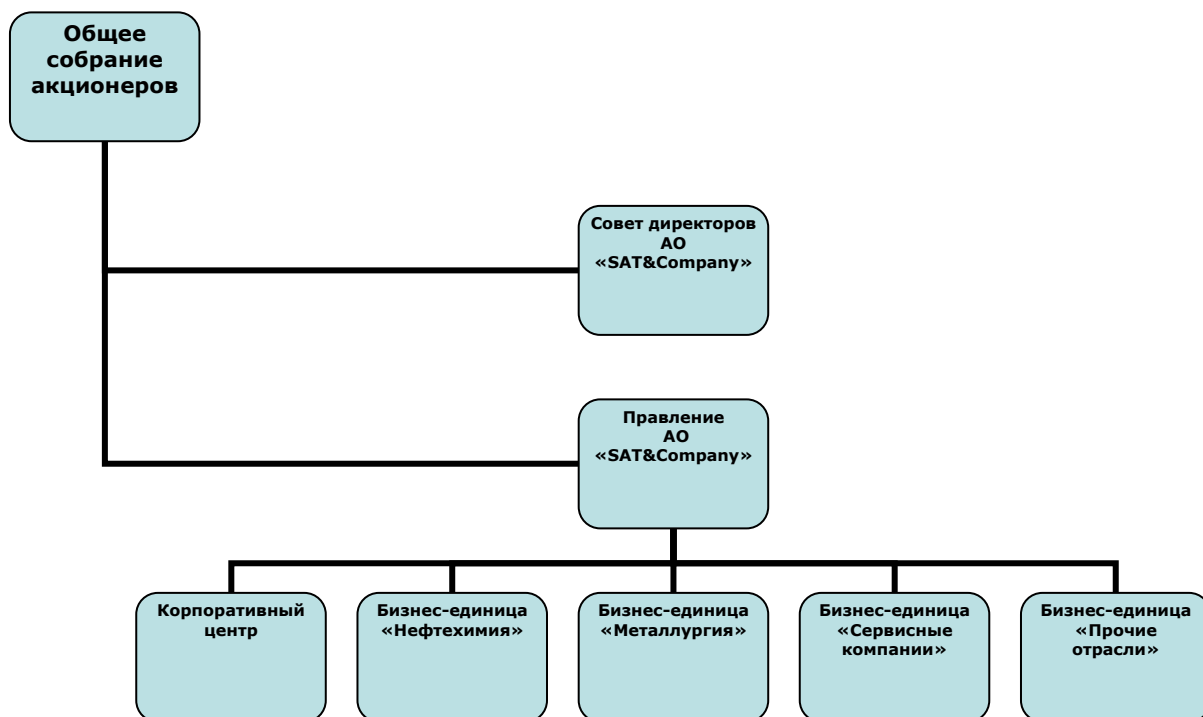 Общее
собрание
акционеров
Совет директоров
АО
«SAT&Company»
Правление
АО
«SAT&Company»
Корпоративный
центр
Бизнес-единица
«Нефтехимия»
Бизнес-единица
«Металлургия»
Бизнес-единица
«Сервисные
компании»
Бизнес-единица
«Прочие
отрасли»